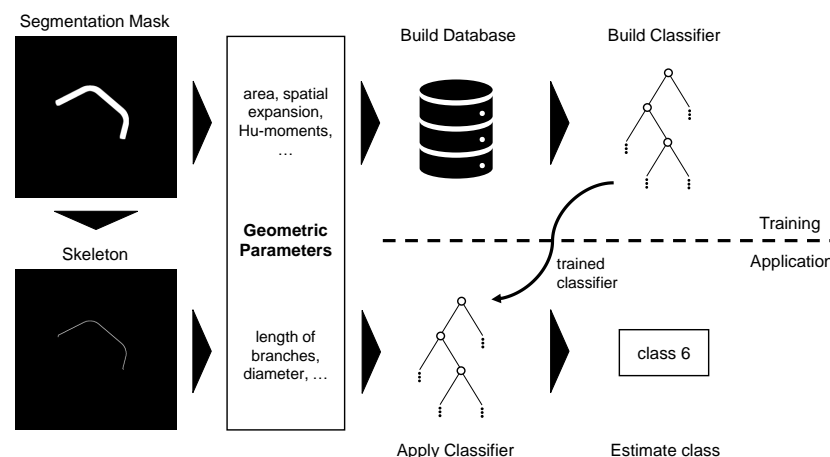 Segmentation Mask
Build Database
Build Classifier
area, spatial
expansion,
Hu-moments,
…
Geometric
Parameters
Training
Application
Skeleton
trained
classifier
length of
branches,
diameter, …
class 6
Apply Classifier
Estimate class